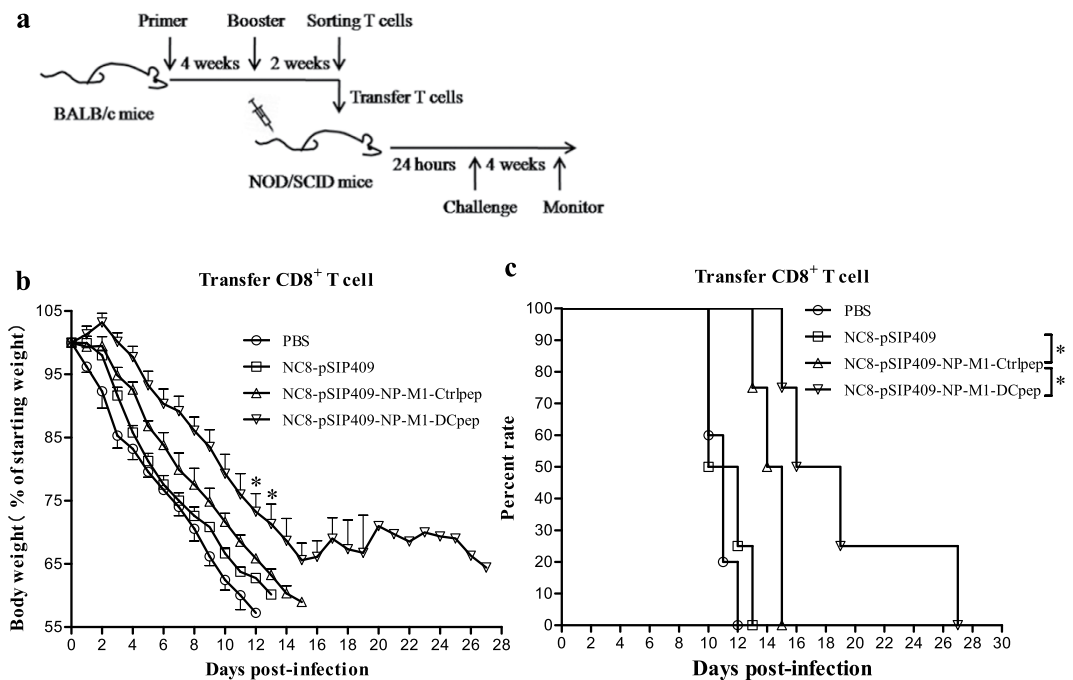 a
Primer Booster Sorting T cells
4 weeks 2 weeks
Transfer T cells
BALB/c mice
24 hours 4 weeks
NOD/SCID mice
Challenge Monitor
b
Transfer CD8+ T cell
105
95
85
75
65
55
Body weight ( % of starting weight)
PBS
NC8-pSIP409
NC8-pSIP409-NP-M1-Ctrlpep
NC8-pSIP409-NP-M1-DCpep
* *
0 2 4 6 8 10 12 14 16 18 20 22 24 26 28
Days post-infection
c
Transfer CD8+ T cell
100
90
80
70
60
50
40
30
20
10
0
Percent rate
PBS
NC8-pSIP409
NC8-pSIP409-NP-M1-Ctrlpep
NC8-pSIP409-NP-M1-DCpep
*
*
0 2 4 6 8 10 12 14 16 18 20 22 24 26 28 30
Days post-infection